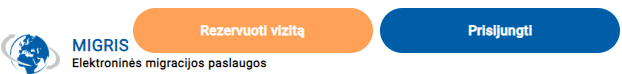 Rezervuoti vizitą
Prisijungti
MIGRIS
Elektroninės migracijos paslaugos